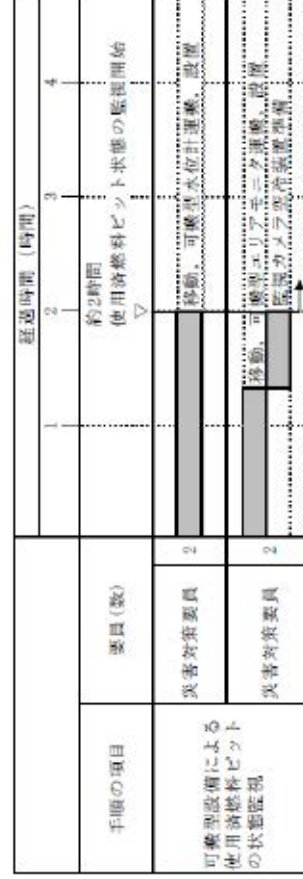 経過時間（時間）
1 2 3 4
手順の項目
要員(数)
約2時間
使用済燃料ピット状態の監視開始
▽
可搬型設備による
使用済燃料ピット
の状態監視
災害対策要員
2
移動，可搬型水位計運搬，設置
災害対策要員
2
移動，可搬型エリアモニタ運搬，設置
監視カメラ空冷装置準備